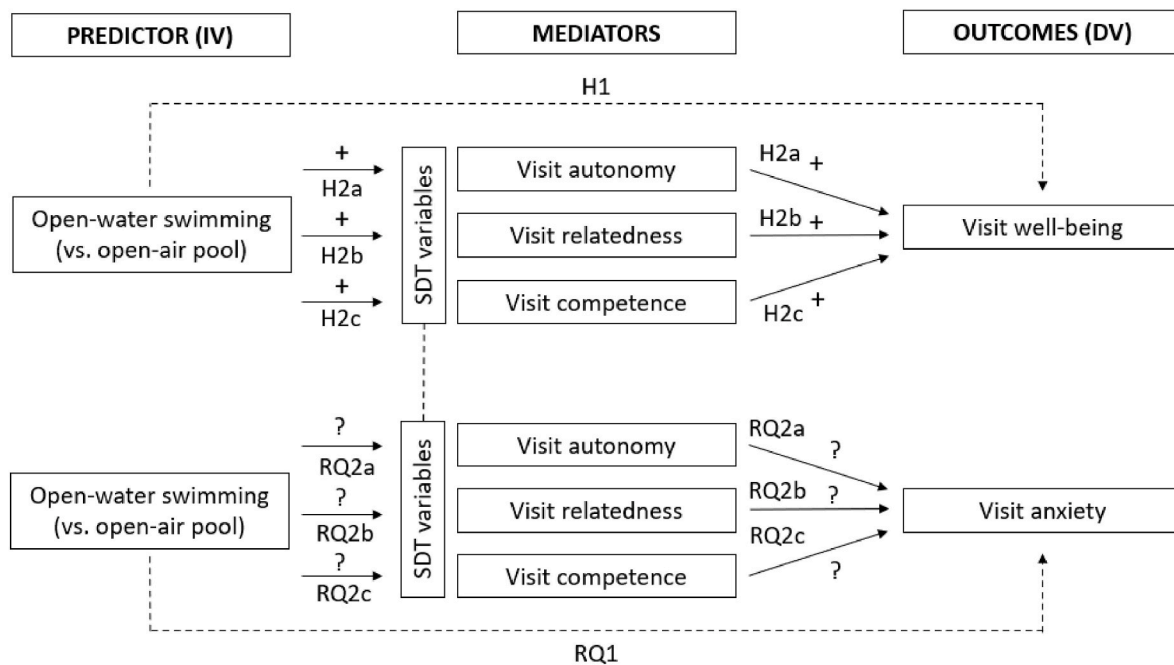 PREDICTOR (IV)
MEDIATORS
OUTCOMES (DV)
H1
+
H2a
+
H2b
+
H2c
Open-water swimming
(vs. open-air pool)
SDT variables
Visit autonomy
Visit relatedness
Visit competence
H2a +
H2b +
H2c +
Visit well-being
?
RQ2a
?
RQ2b
?
RQ2c
Open-water swimming
(vs. open-air pool)
SDT variables
Visit autonomy
Visit relatedness
Visit competence
RQ2a ?
RQ2b ?
RQ2c ?
Visit anxiety
RQ1